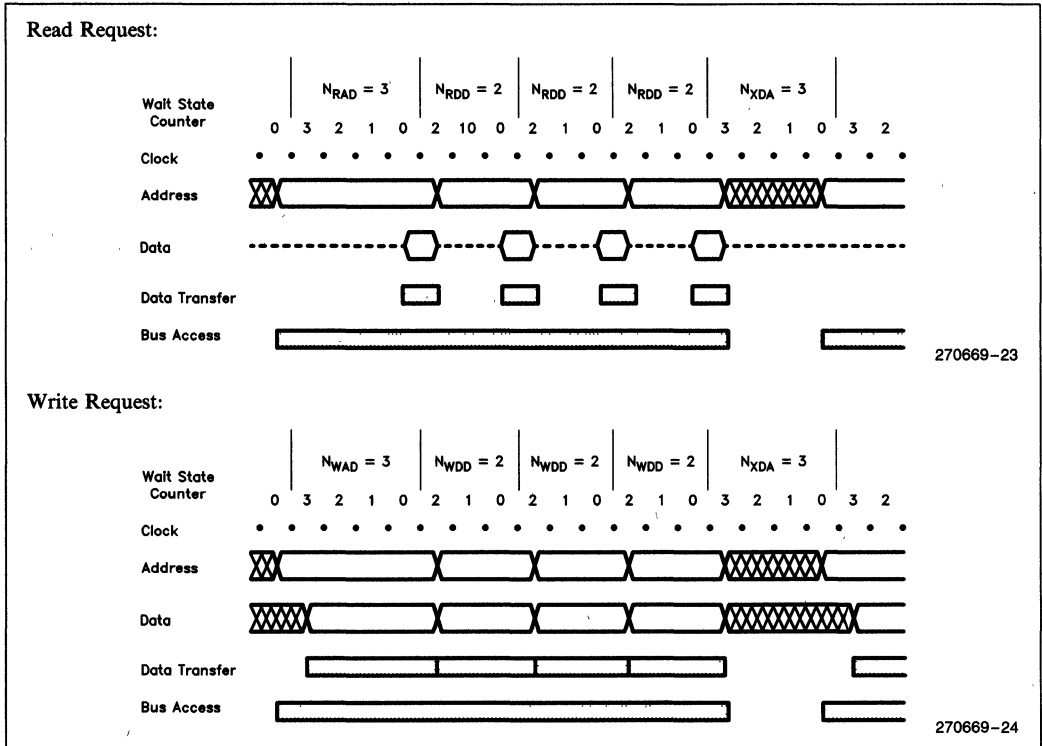 Read Request:
N_RAD = 3 N_RDD = 2 N_RDD = 2 N_RDD = 2 N_XDA = 3
Wait State
Counter
0 3 2 1 0 2 10 0 2 1 0 2 1 0 3 2 1 0 3 2
Clock
Address
Data
Data Transfer
Bus Access
270669-23
Write Request:
N_WAD = 3 N_WDD = 2 N_WDD = 2 N_WDD = 2 N_XDA = 3
Wait State
Counter
0 3 2 1 0 2 1 0 2 1 0 2 1 0 3 2 1 0 3 2
Clock
Address
Data
Data Transfer
Bus Access
270669-24